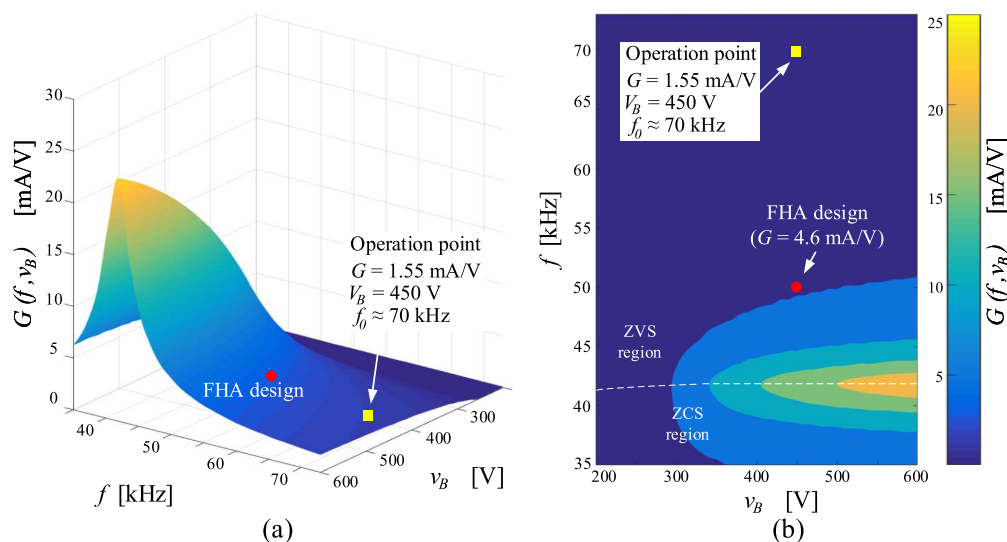 30
25
20
15
10
5
0
G (f,v_B) [mA/V]
Operation point
G = 1.55 mA/V
V_B = 450 V
f_0 ≈ 70 kHz
FHA design
40
50
60
70
f [kHz]
300
400
500
600
v_B [V]
(a)
70
65
60
55
50
45
40
35
f [kHz]
Operation point
G = 1.55 mA/V
V_B = 450 V
f_0 ≈ 70 kHz
FHA design
(G = 4.6 mA/V)
ZVS
region
ZCS
region
200
300
400
500
600
v_B [V]
(b)
25
20
15
10
5
G (f,v_B) [mA/V]